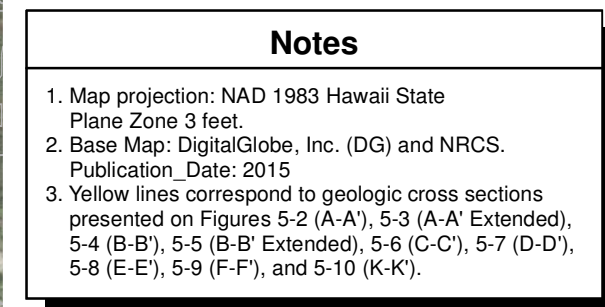 Notes
1. Map projection: NAD 1983 Hawaii State
Plane Zone 3 feet.
2. Base Map: DigitalGlobe, Inc. (DG) and NRCS.
Publication_Date: 2015
3. Yellow lines correspond to geologic cross sections
presented on Figures 5-2 (A-A'), 5-3 (A-A' Extended),
5-4 (B-B'), 5-5 (B-B' Extended), 5-6 (C-C'), 5-7 (D-D'),
5-8 (E-E'), 5-9 (F-F'), and 5-10 (K-K').